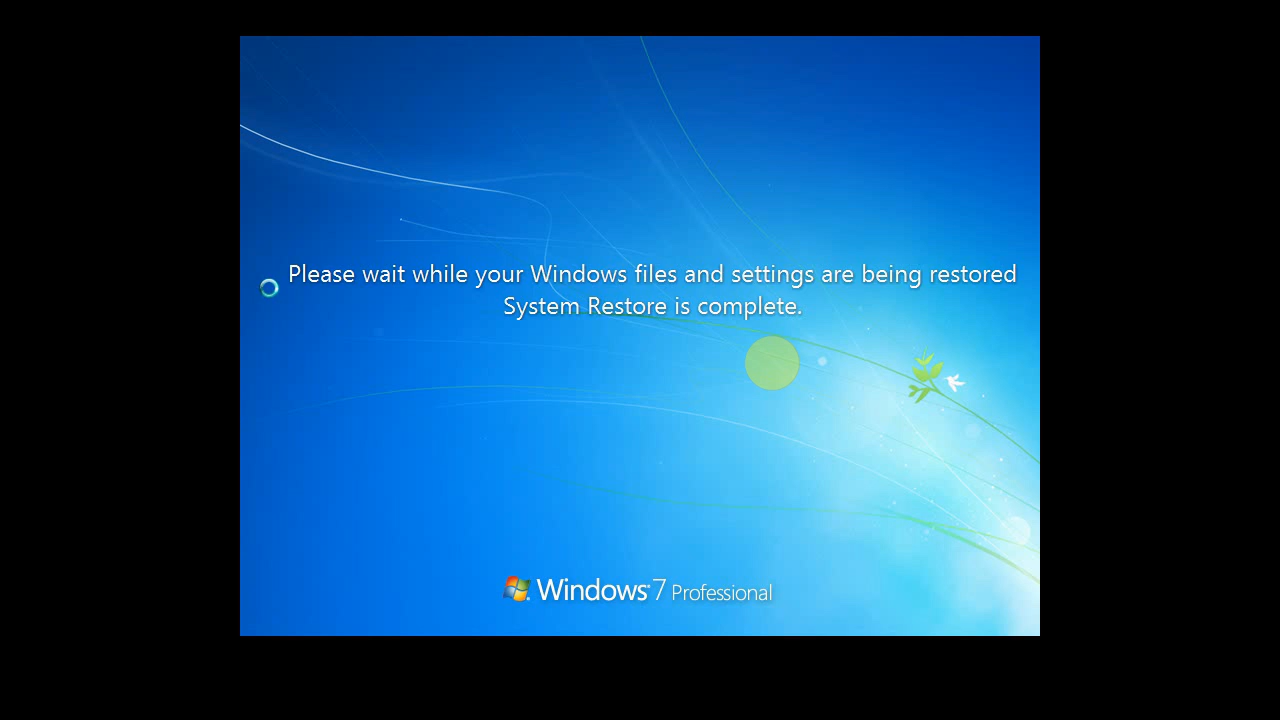 Please wait while your Windows files and settings are being restored
System Restore is complete.
Windows 7 Professional